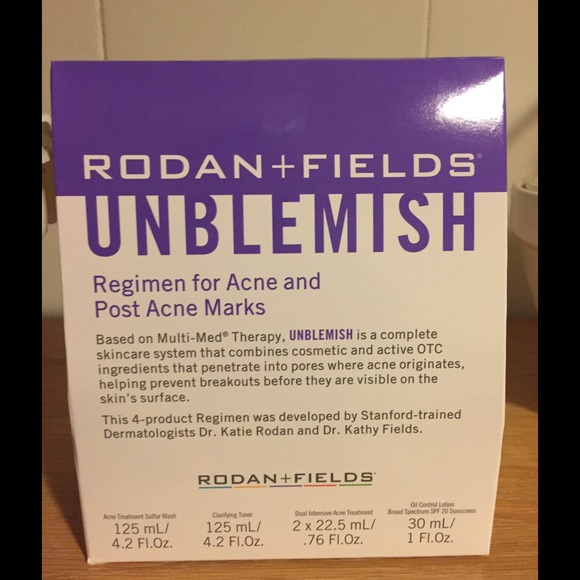 RODAN+FIELDS®
UNBLEMISH
Regimen for Acne and
Post Acne Marks
Based on Multi-Med® Therapy, UNBLEMISH is a complete
skincare system that combines cosmetic and active OTC
ingredients that penetrate into pores where acne originates,
helping prevent breakouts before they are visible on the
skin's surface.
This 4-product Regimen was developed by Stanford-trained
Dermatologists Dr. Katie Rodan and Dr. Kathy Fields.
RODAN+FIELDS®
Acne Treatment Sulfur Wash
125 mL/
4.2 Fl.Oz.
Clarifying Toner
125 mL/
4.2 Fl.Oz.
Dual Intensive Acne Treatment
2 x 22.5 mL/
.76 Fl.Oz.
Oil Control Lotion
Broad Spectrum SPF 20 Sunscreen
30 mL/
1 Fl.Oz.